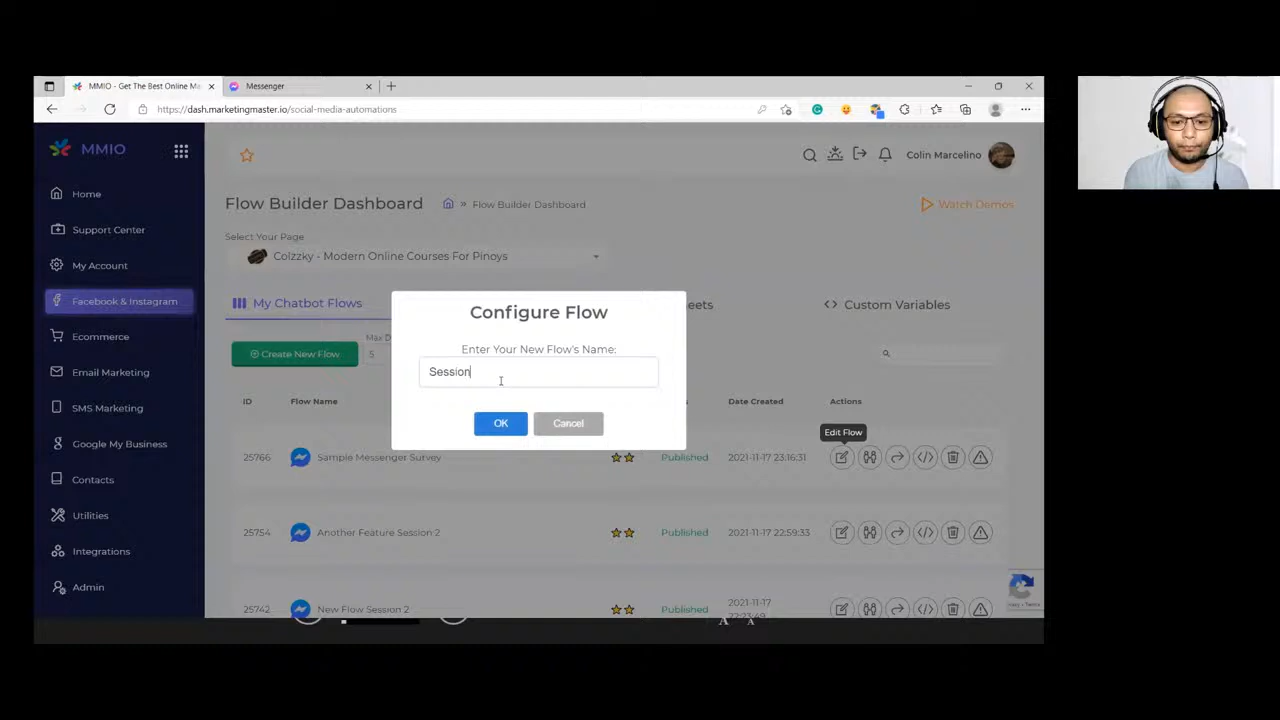 MMIO - Get The Best Online Ma
Messenger
https://dash.marketingmaster.io/social-media-automations
MMIO
Colin Marcelino
Home
Support Center
My Account
Facebook & Instagram
Ecommerce
Email Marketing
SMS Marketing
Google My Business
Contacts
Utilities
Integrations
Admin
Flow Builder Dashboard » Flow Builder Dashboard
Watch Demos
Select Your Page
Colzzky - Modern Online Courses For Pinoys
My Chatbot Flows
Custom Variables
Create New Flow
5
Configure Flow
Enter Your New Flow's Name:
Session
OK Cancel
ID Flow Name Date Created Actions
Edit Flow
25766 Sample Messenger Survey Published 2021-11-17 23:16:31
25754 Another Feature Session 2 Published 2021-11-17 22:59:33
25742 New Flow Session 2 Published 2021-11-17